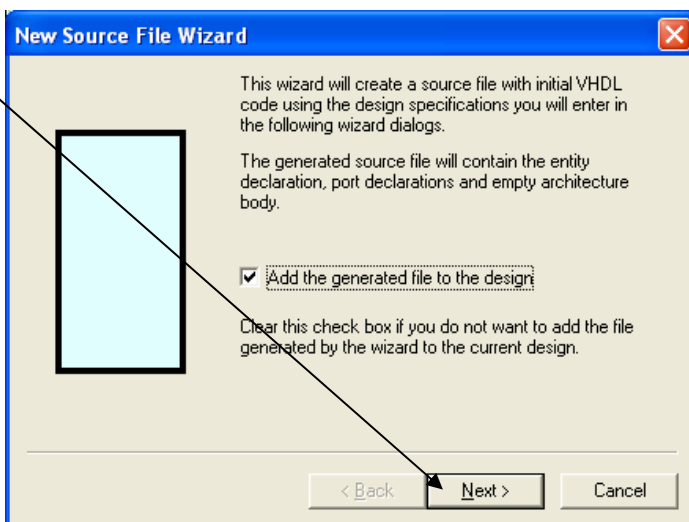 New Source File Wizard
This wizard will create a source file with initial VHDL
code using the design specifications you will enter in
the following wizard dialogs.
The generated source file will contain the entity
declaration, port declarations and empty architecture
body.
Add the generated file to the design
Clear this check box if you do not want to add the file
generated by the wizard to the current design.
< Back
Next >
Cancel